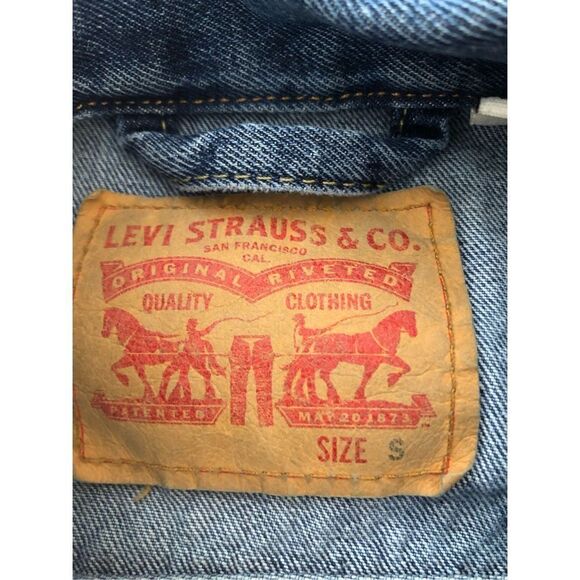 LEVI STRAUSS & CO.
SAN FRANCISCO
CAL.
ORIGINAL RIVETED
QUALITY CLOTHING
PATENTED MAY 20 1873
SIZE S